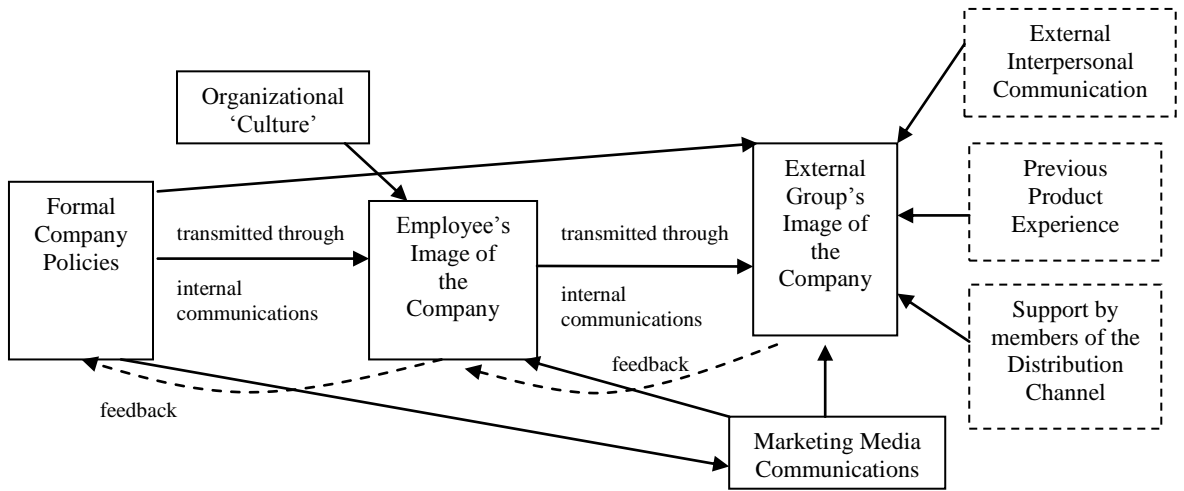 Organizational
‘Culture’
External
Interpersonal
Communication
Formal
Company
Policies
transmitted through
internal
communications
Employee’s
Image of
the
Company
transmitted through
internal
communications
External
Group’s
Image of
the
Company
Previous
Product
Experience
Support by
members of the
Distribution
Channel
feedback
feedback
Marketing Media
Communications